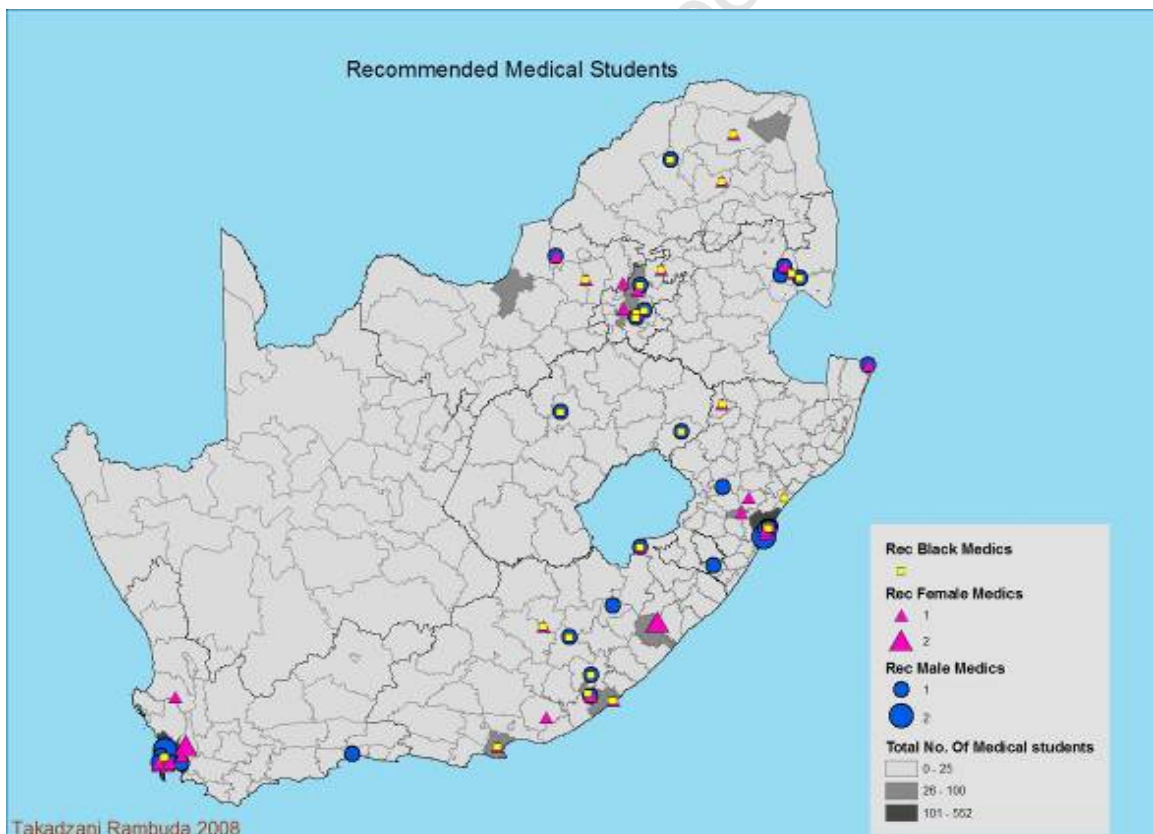 Recommended Medical Students
Rec Black Medics
Rec Female Medics
1
2
Rec Male Medics
1
2
Total No. Of Medical students
0 - 25
26 - 100
101 - 552
Takadzani Rambuda 2008